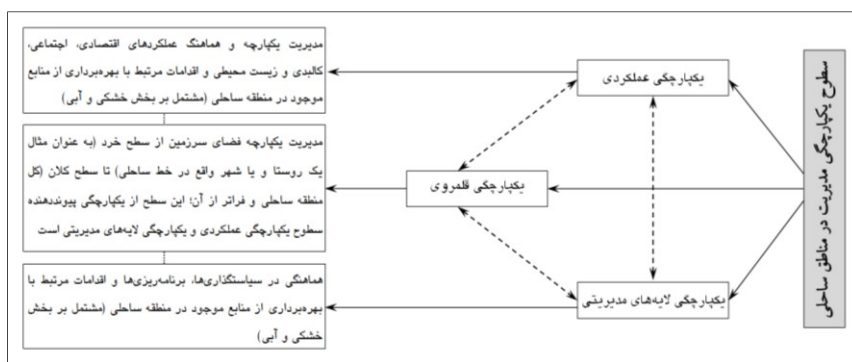 سطوح یکپارچگی مدیریت در مناطق ساحلی
یکپارچگی عملکردی
مدیریت یکپارچه و هماهنگ عملکردهای اقتصادی، اجتماعی،
کالبدی و زیست محیطی و اقدامات مرتبط با بهره‌برداری از منابع
موجود در منطقه ساحلی (مشتمل بر بخش خشکی و آبی)
یکپارچگی قلمروی
مدیریت یکپارچه فضای سرزمین از سطح خرد (به عنوان مثال
یک روستا و یا شهر واقع در خط ساحلی) تا سطح کلان (کل
منطقه ساحلی و فراتر از آن؛ این سطح از یکپارچگی پیونددهنده
سطوح یکپارچگی عملکردی و یکپارچگی لایه‌های مدیریتی است
یکپارچگی لایه‌های مدیریتی
هماهنگی در سیاستگذاری‌ها، برنامه‌ریزی‌ها و اقدامات مرتبط با
بهره‌برداری از منابع موجود در منطقه ساحلی (مشتمل بر بخش
خشکی و آبی)